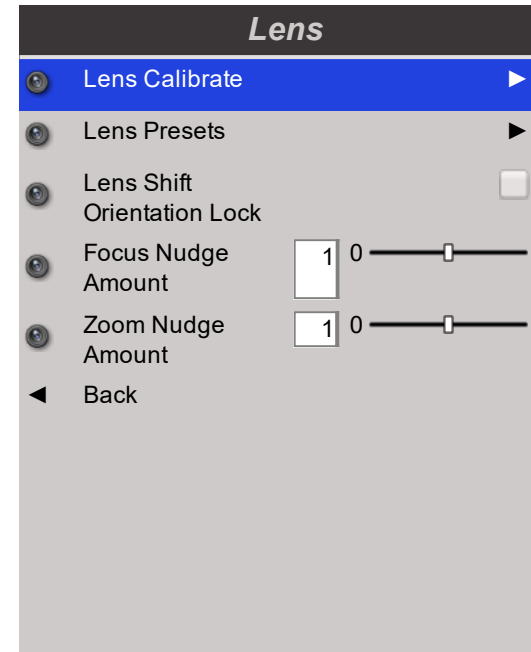 Lens
Lens Calibrate
Lens Presets
Lens Shift
Orientation Lock
Focus Nudge
Amount
1 0
Zoom Nudge
Amount
1 0
Back